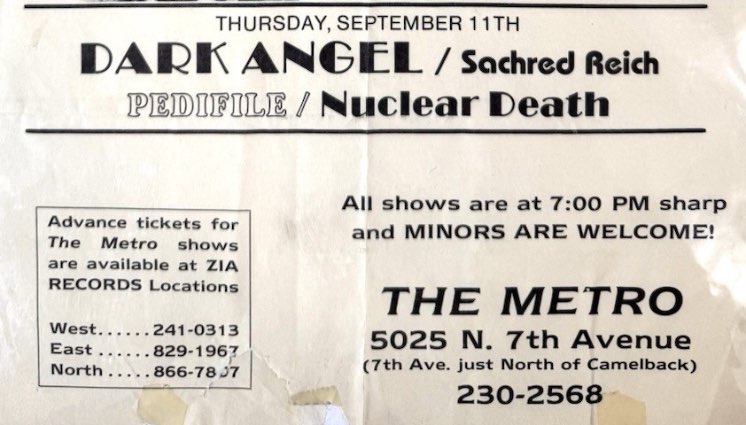 THURSDAY, SEPTEMBER 11TH
DARK ANGEL / Sachred Reich
PEDIFILE / Nuclear Death
All shows are at 7:00 PM sharp
and MINORS ARE WELCOME!
Advance tickets for
The Metro shows
are available at ZIA
RECORDS Locations
West......241-0313
East ......829-1967
North .....
THE METRO
5025 N. 7th Avenue
(7th Ave. just North of Camelback)
230-2568